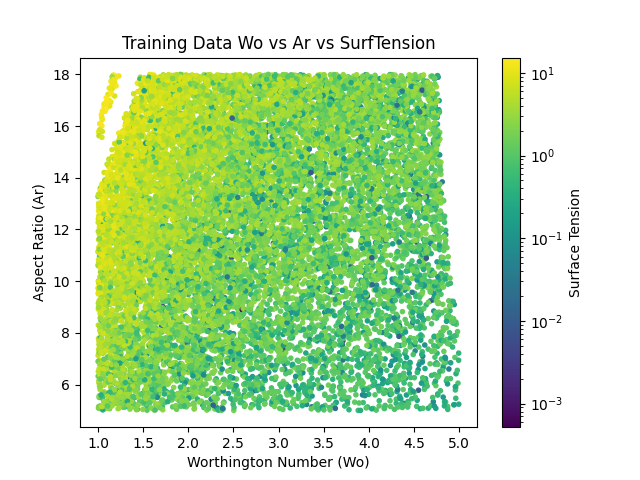 Training Data Wo vs Ar vs SurfTension
Aspect Ratio (Ar)
18
16
14
12
10
8
6
1.0 1.5 2.0 2.5 3.0 3.5 4.0 4.5 5.0
Worthington Number (Wo)
10¹
10⁰
10⁻¹
10⁻²
10⁻³
Surface Tension